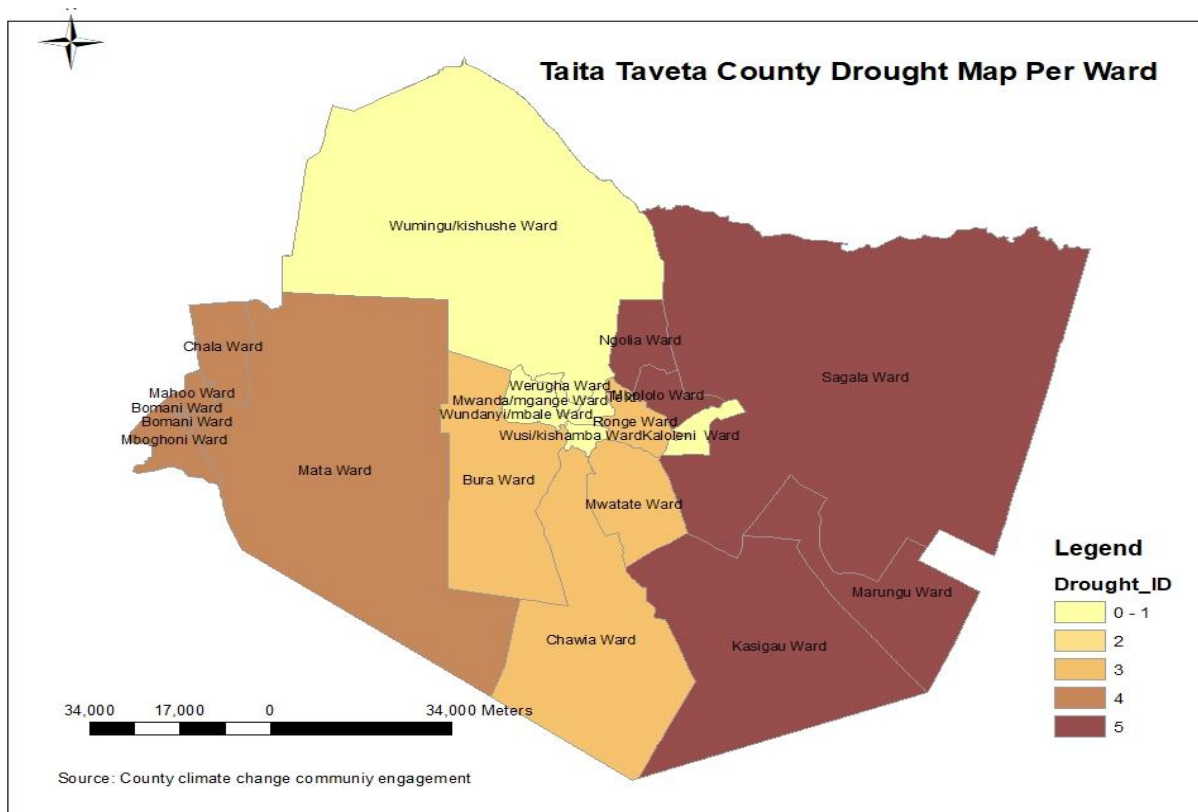 Taita Taveta County Drought Map Per Ward
Wumingu/kishushe Ward
Ngolia Ward
Chala Ward
Sagala Ward
Werugha Ward
Mahoo Ward
Mwanda/mgange Ward
Bomani Ward
Wundanyi/mbale Ward
Ronge Ward
Bomani Ward
Wusi/kishamba Ward
Kaloleni Ward
Mboghoni Ward
Mata Ward
Bura Ward
Mwatate Ward
Marungu Ward
Chawia Ward
Kasigau Ward
Legend
Drought_ID
0 - 1
2
3
4
5
34,000 17,000 0 34,000 Meters
Source: County climate change communiy engagement